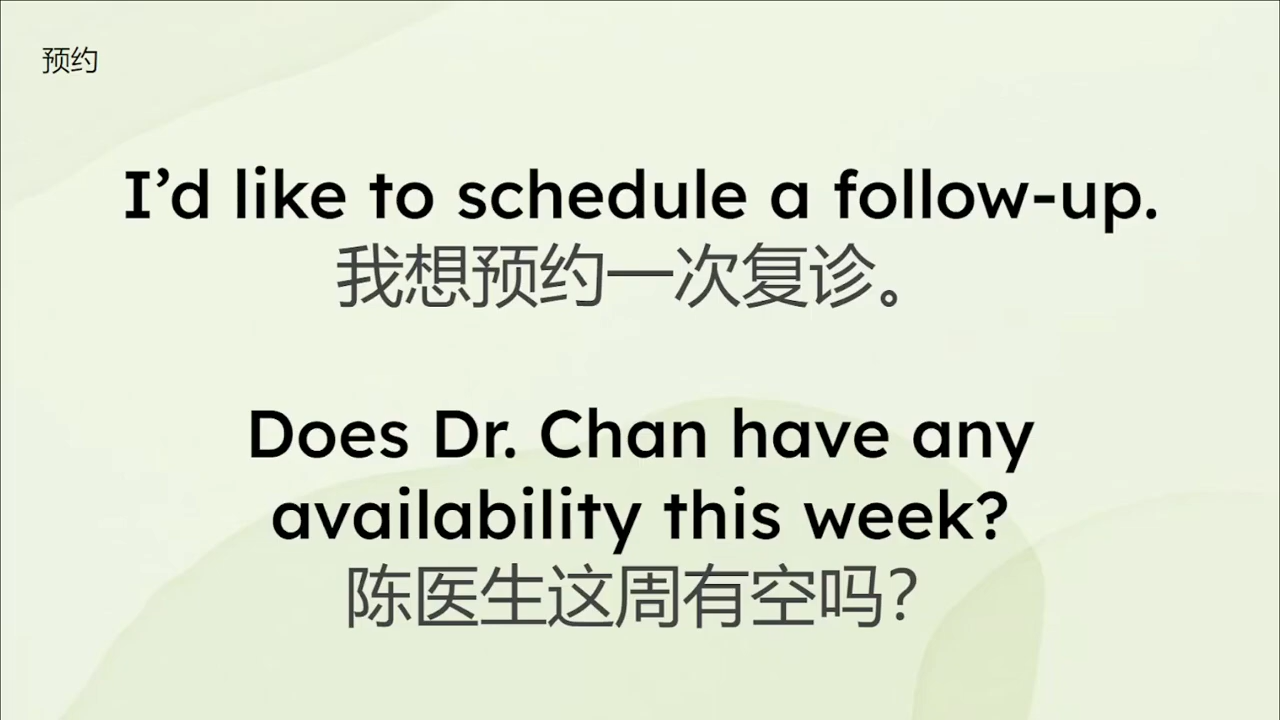 预约
I’d like to schedule a follow-up.
我想预约一次复诊。
Does Dr. Chan have any
availability this week?
陈医生这周有空吗？